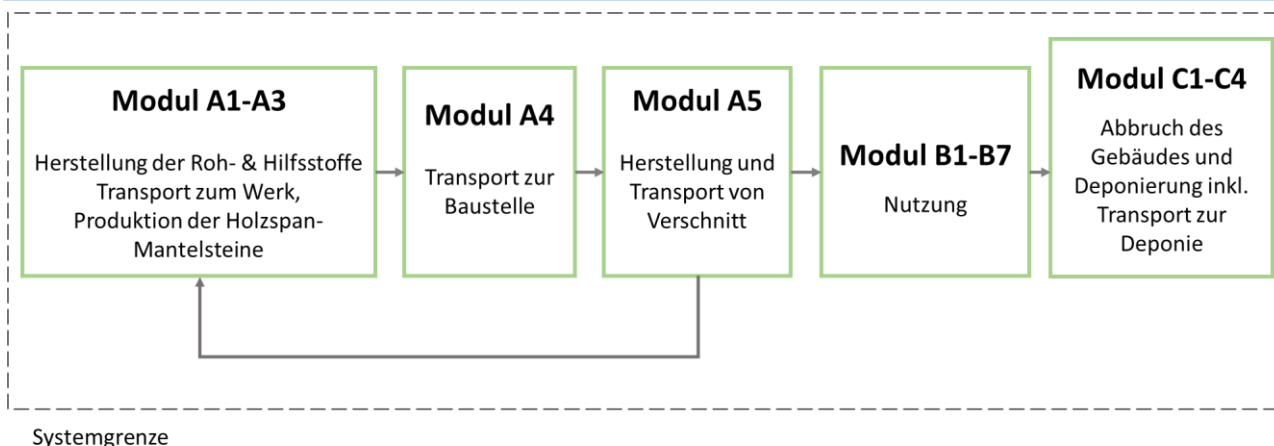 Modul A1-A3
Herstellung der Roh- & Hilfsstoffe
Transport zum Werk,
Produktion der Holzspan-
Mantelsteine
Modul A4
Transport zur
Baustelle
Modul A5
Herstellung und
Transport von
Verschnitt
Modul B1-B7
Nutzung
Modul C1-C4
Abbruch des
Gebäudes und
Deponierung inkl.
Transport zur
Deponie
Systemgrenze